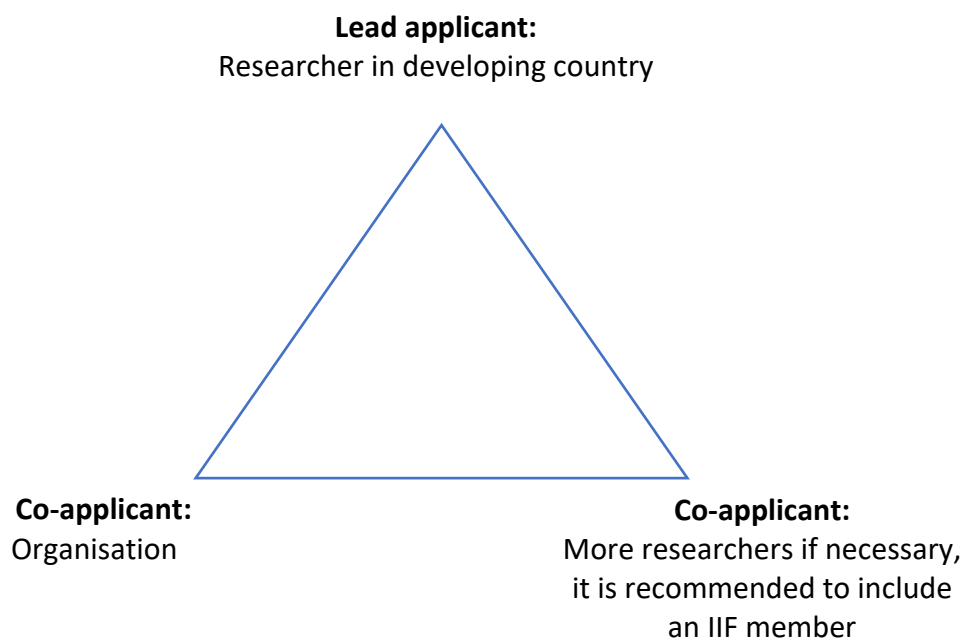 Lead applicant:
Researcher in developing country
Co-applicant:
Organisation
Co-applicant:
More researchers if necessary,
it is recommended to include
an IIF member